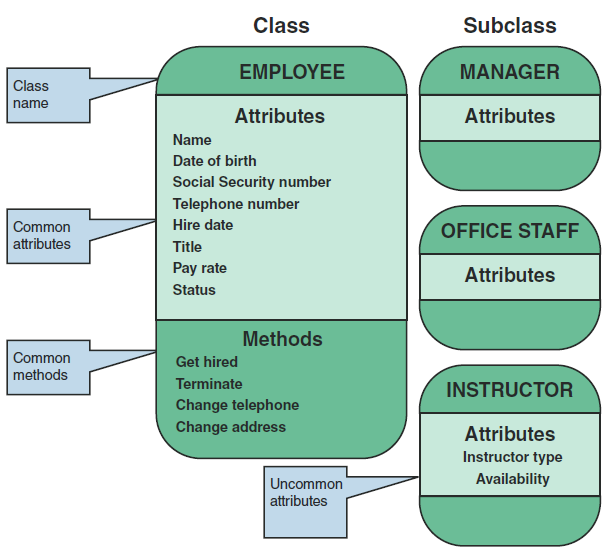 Class
Subclass
EMPLOYEE
Attributes
Name
Date of birth
Social Security number
Telephone number
Hire date
Title
Pay rate
Status
Methods
Get hired
Terminate
Change telephone
Change address
Class
name
Common
attributes
Common
methods
MANAGER
Attributes
OFFICE STAFF
Attributes
INSTRUCTOR
Attributes
Instructor type
Availability
Uncommon
attributes